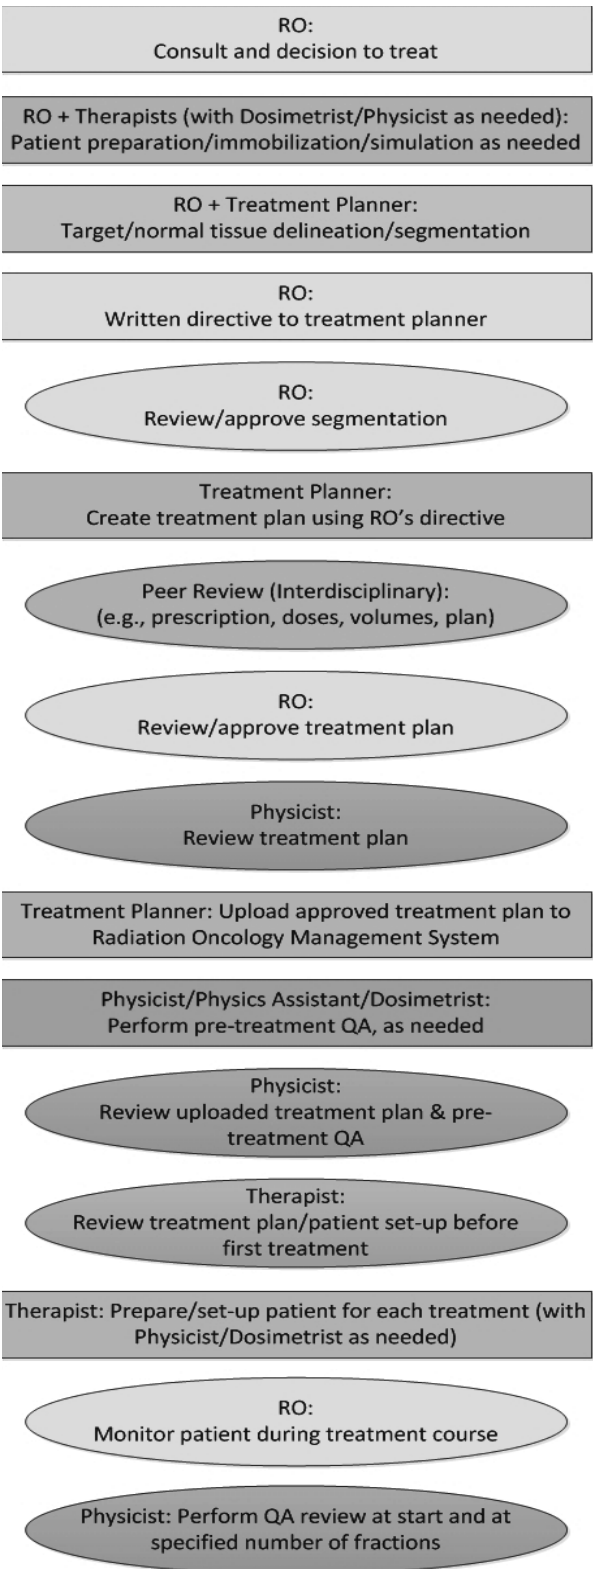 RO:
Consult and decision to treat
RO + Therapists (with Dosimetrist/Physicist as needed):
Patient preparation/immobilization/simulation as needed
RO + Treatment Planner:
Target/normal tissue delineation/segmentation
RO:
Written directive to treatment planner
RO:
Review/approve segmentation
Treatment Planner:
Create treatment plan using RO’s directive
Peer Review (Interdisciplinary):
(e.g., prescription, doses, volumes, plan)
RO:
Review/approve treatment plan
Physicist:
Review treatment plan
Treatment Planner: Upload approved treatment plan to
Radiation Oncology Management System
Physicist/Physics Assistant/Dosimetrist:
Perform pre-treatment QA, as needed
Physicist:
Review uploaded treatment plan & pre-
treatment QA
Therapist:
Review treatment plan/patient set-up before
first treatment
Therapist: Prepare/set-up patient for each treatment (with
Physicist/Dosimetrist as needed)
RO:
Monitor patient during treatment course
Physicist: Perform QA review at start and at
specified number of fractions